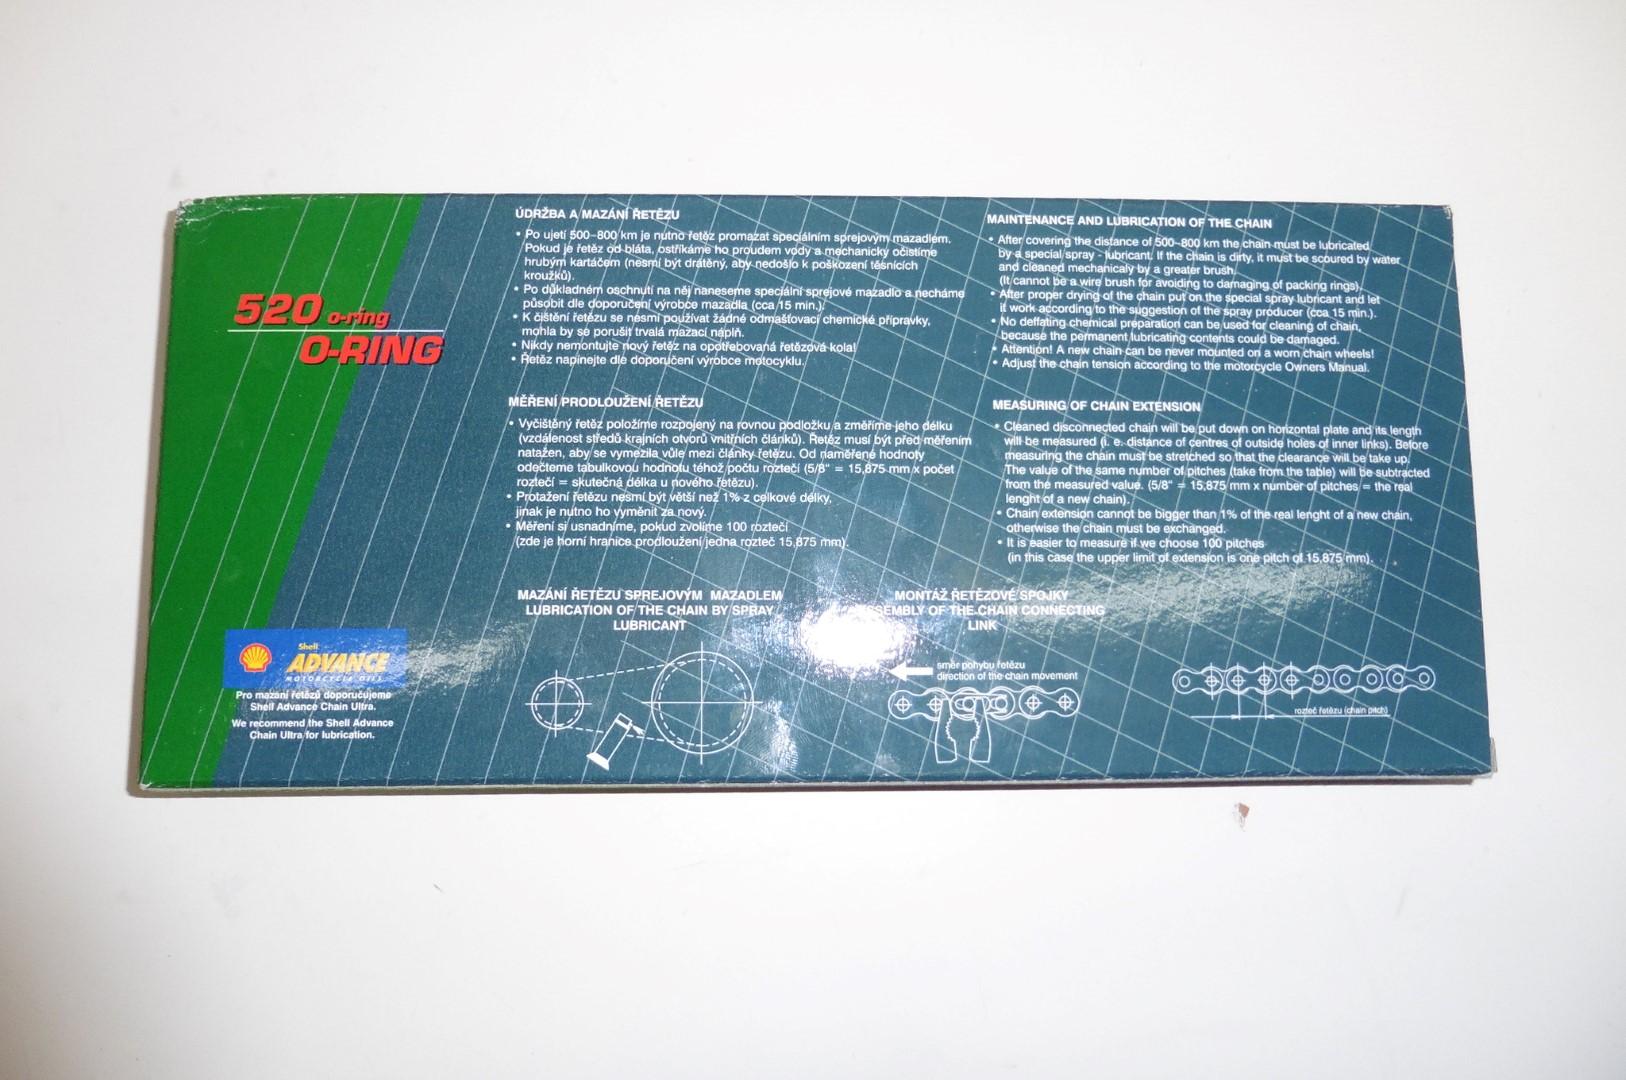 520 o-ring
O-RING
ÚDRŽBA A MAZÁNÍ ŘETĚZU
• Po ujetí 500–800 km je nutno řetěz promazat speciálním sprejovým mazadlem.
Pokud je řetěz od bláta, ostříkáme ho proudem vody a mechanicky očistíme
hrubým kartáčem (nesmí být drátěný, aby nedošlo k poškození těsnících
kroužků).
• Po důkladném oschnutí na něj naneseme speciální sprejové mazadlo a necháme
působit dle doporučení výrobce mazadla (cca 15 min.).
• K čištění řetězu se nesmí používat žádné odmašťovací chemické přípravky,
mohla by se porušit trvalá mazací náplň.
• Nikdy nemontujte nový řetěz na opotřebovaná řetězová kola!
• Řetěz napínejte dle doporučení výrobce motocyklu.
MĚŘENÍ PRODLOUŽENÍ ŘETĚZU
• Vyčištěný řetěz položíme rozpojený na rovnou podložku a změříme jeho délku
(vzdálenost středů krajních otvorů vnitřních článků). Řetěz musí být před měřením
natažen, aby se vymezila vůle mezi články řetězu. Od naměřené hodnoty
odečteme tabulkovou hodnotu téhož počtu roztečí (5/8" = 15,875 mm x počet
roztečí = skutečná délka u nového řetězu).
• Protažení řetězu nesmí být větší než 1% z celkové délky,
jinak je nutno ho vyměnit za nový.
• Měření si usnadníme, pokud zvolíme 100 roztečí
(zde je horní hranice prodloužení jedna rozteč 15,875 mm).
MAINTENANCE AND LUBRICATION OF THE CHAIN
• After covering the distance of 500–800 km the chain must be lubricated
by a special spray - lubricant. If the chain is dirty, it must be scoured by water
and cleaned mechanicaly by a greater brush.
(It cannot be a wire brush for avoiding to damaging of packing rings).
• After proper drying of the chain put on the special spray lubricant and let
it work according to the suggestion of the spray producer (cca 15 min.).
• No deffating chemical preparation can be used for cleaning of chain,
because the permanent lubricating contents could be damaged.
• Attention! A new chain can be never mounted on a worn chain wheels!
• Adjust the chain tension according to the motorcycle Owners Manual.
MEASURING OF CHAIN EXTENSION
• Cleaned disconnected chain will be put down on horizontal plate and its length
will be measured (i. e. distance of centres of outside holes of inner links). Before
measuring the chain must be stretched so that the clearance will be take up.
The value of the same number of pitches (take from the table) will be subtracted
from the measured value. (5/8" = 15,875 mm x number of pitches = the real
lenght of a new chain).
• Chain extension cannot be bigger than 1% of the real lenght of a new chain,
otherwise the chain must be exchanged.
• It is easier to measure if we choose 100 pitches
(in this case the upper limit of extension is one pitch of 15,875 mm).
Shell
ADVANCE
MOTORCYCLE OILS
Pro mazání řetězů doporučujeme
Shell Advance Chain Ultra.
We recommend the Shell Advance
Chain Ultra for lubrication.
MAZÁNÍ ŘETĚZU SPREJOVÝM MAZADLEM
LUBRICATION OF THE CHAIN BY SPRAY
LUBRICANT
MONTÁŽ ŘETĚZOVÉ SPOJKY
ASSEMBLY OF THE CHAIN CONNECTING
LINK
směr pohybu řetězu
direction of the chain movement
rozteč řetězu (chain pitch)